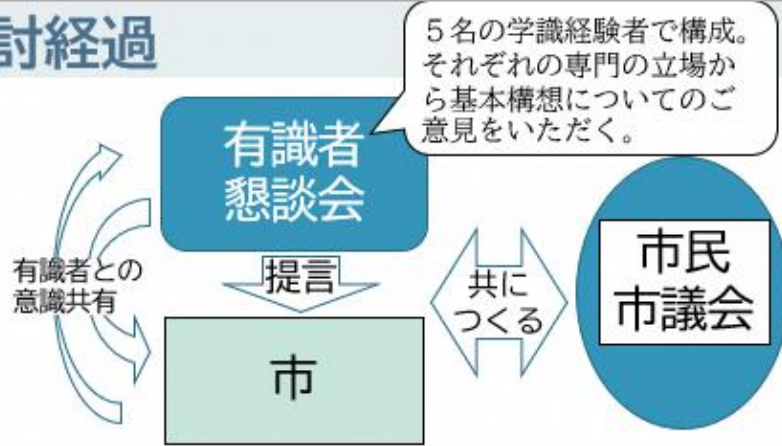 討経過
５名の学識経験者で構成。
それぞれの専門の立場か
ら基本構想についてのご
意見をいただく。
有識者
懇談会
有識者との
意識共有
提言
共に
つくる
市民
市議会
市